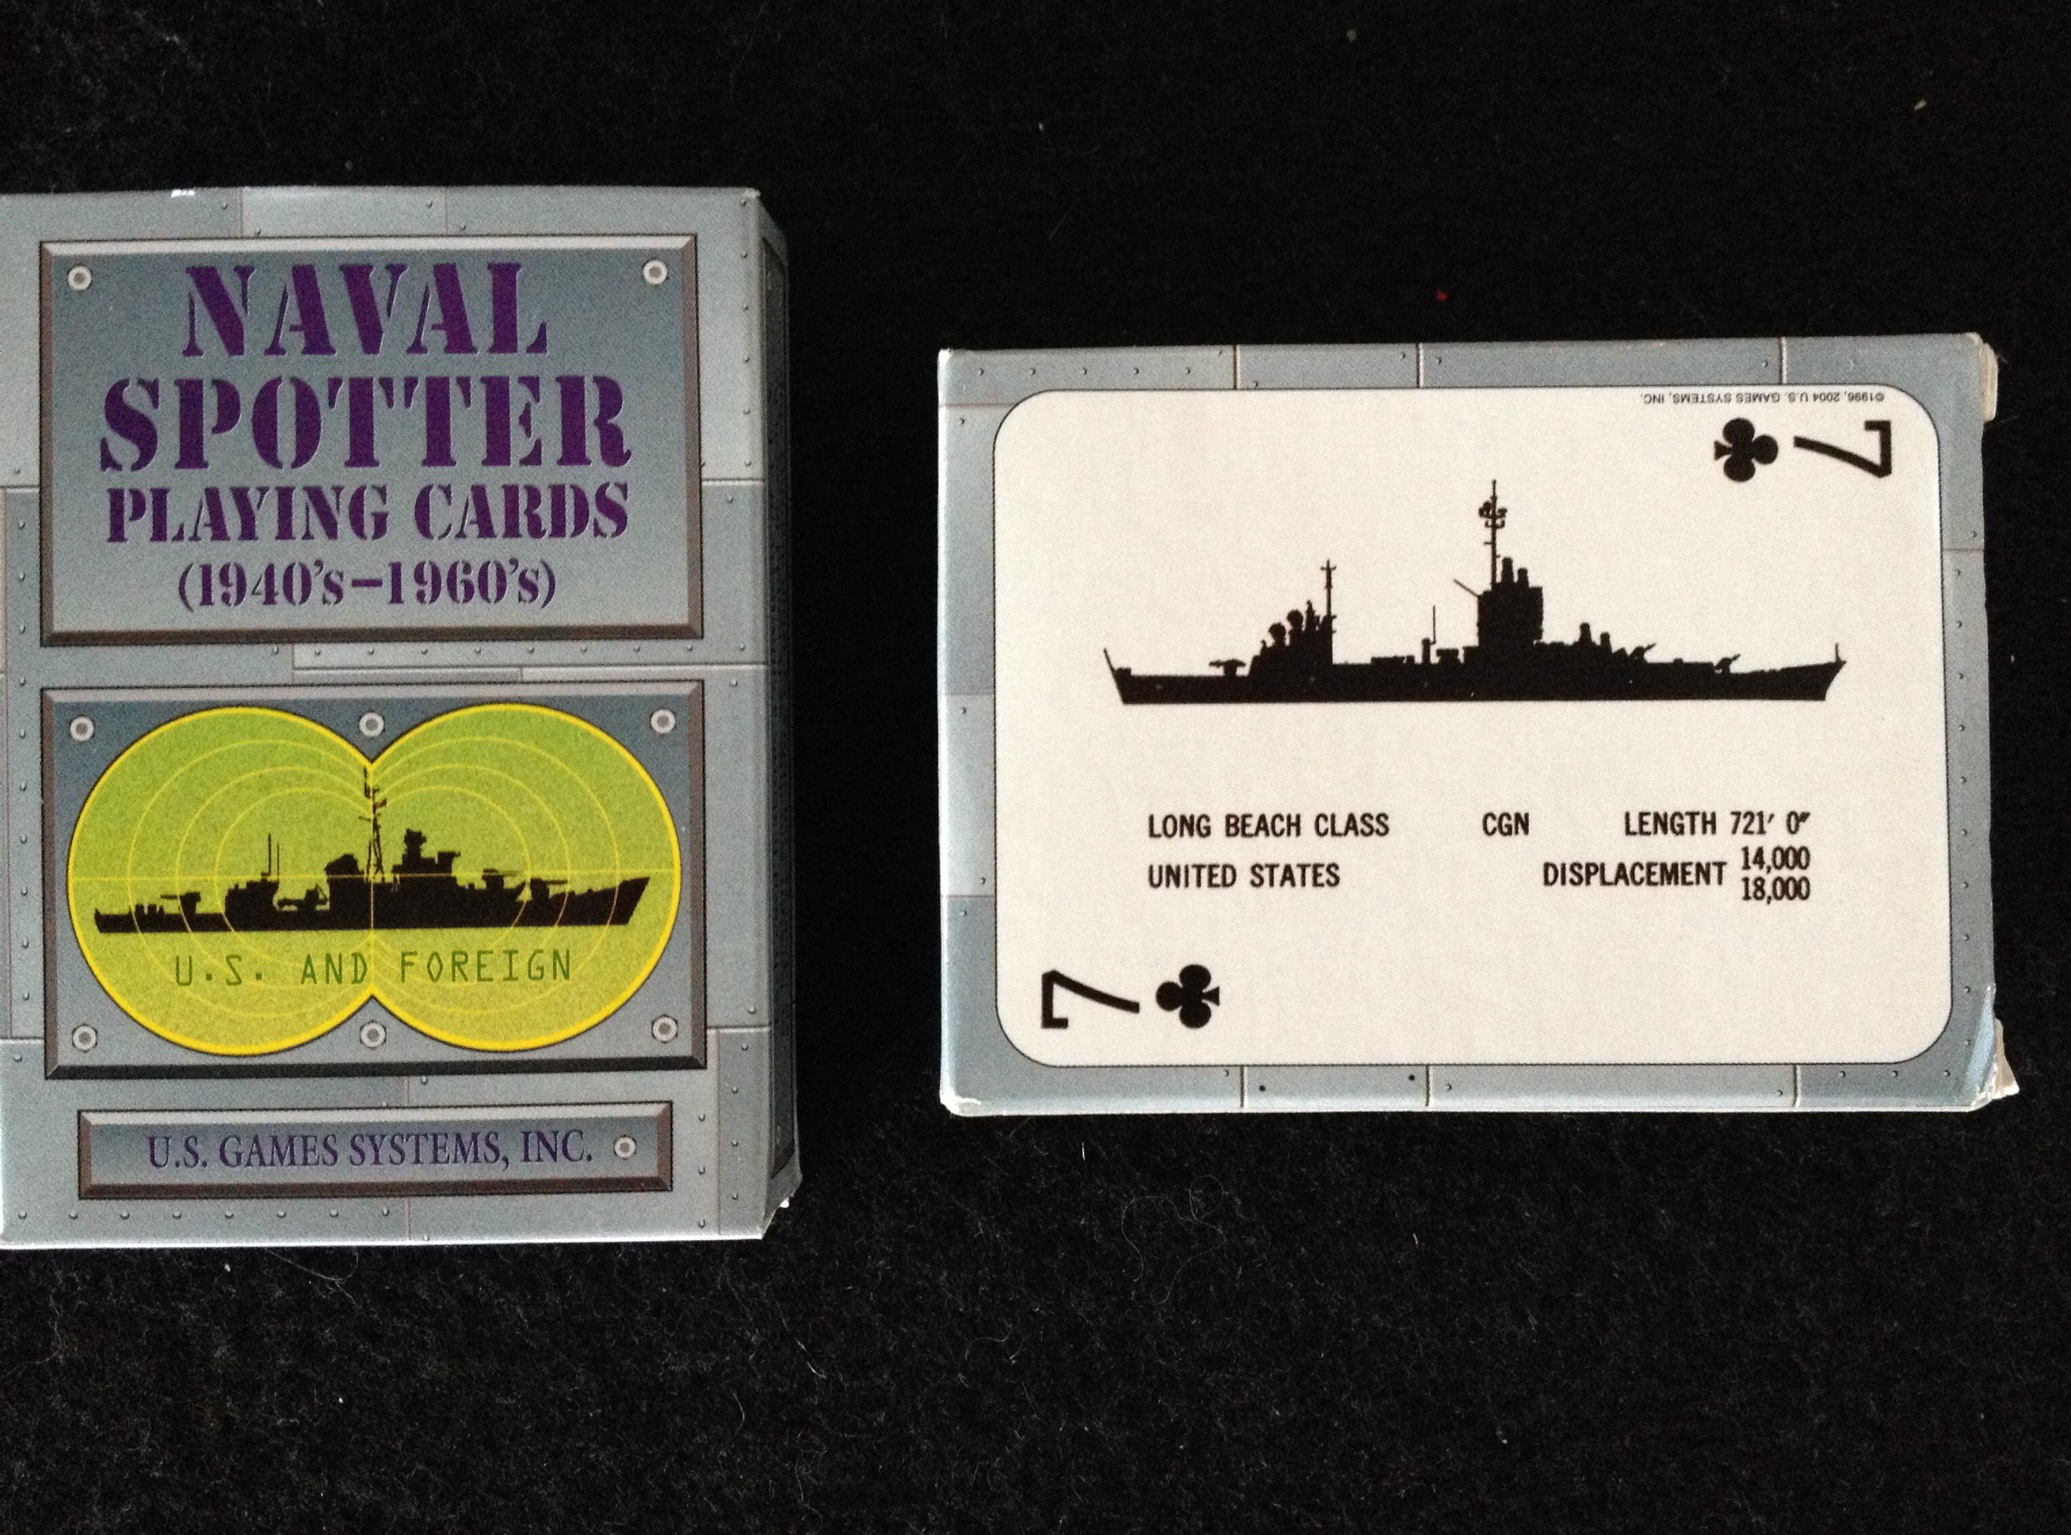 NAVAL
SPOTTER
PLAYING CARDS
(1940's-1960's)
U.S. AND FOREIGN
U.S. GAMES SYSTEMS, INC.
©1996, 2004 U.S. GAMES SYSTEMS, INC.
7
LONG BEACH CLASS CGN LENGTH 721' 0"
UNITED STATES DISPLACEMENT 14,000
18,000
7